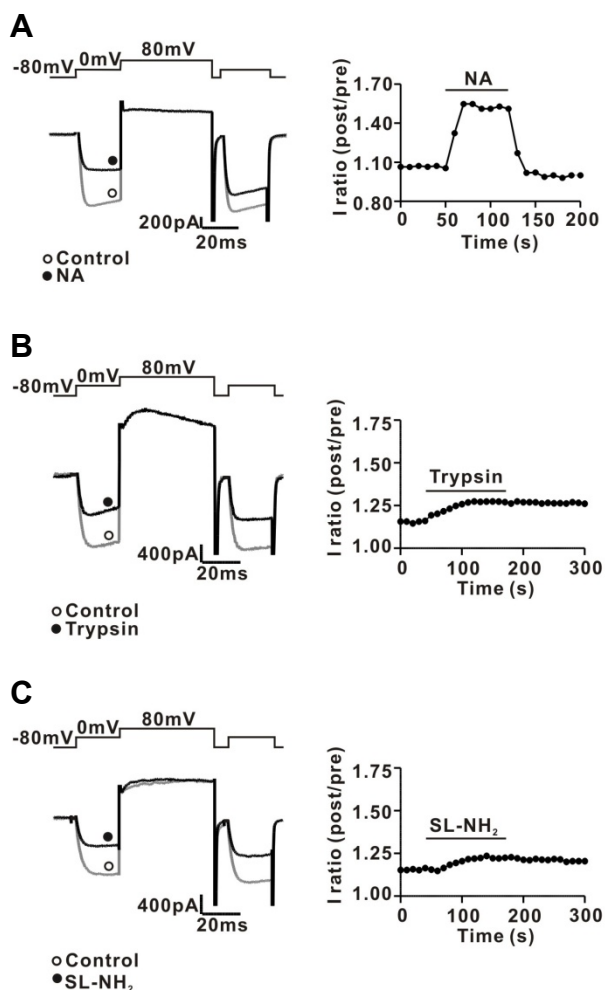 A
-80mV 0mV 80mV
200pA
20ms
○ Control
● NA
I ratio (post/pre)
1.70
1.40
1.10
0.80
NA
0 50 100 150 200
Time (s)
B
-80mV 0mV 80mV
400pA
20ms
○ Control
● Trypsin
I ratio (post/pre)
1.75
1.50
1.25
1.00
Trypsin
0 100 200 300
Time (s)
C
-80mV 0mV 80mV
400pA
20ms
○ Control
● SL-NH₂
I ratio (post/pre)
1.75
1.50
1.25
1.00
SL-NH₂
0 100 200 300
Time (s)